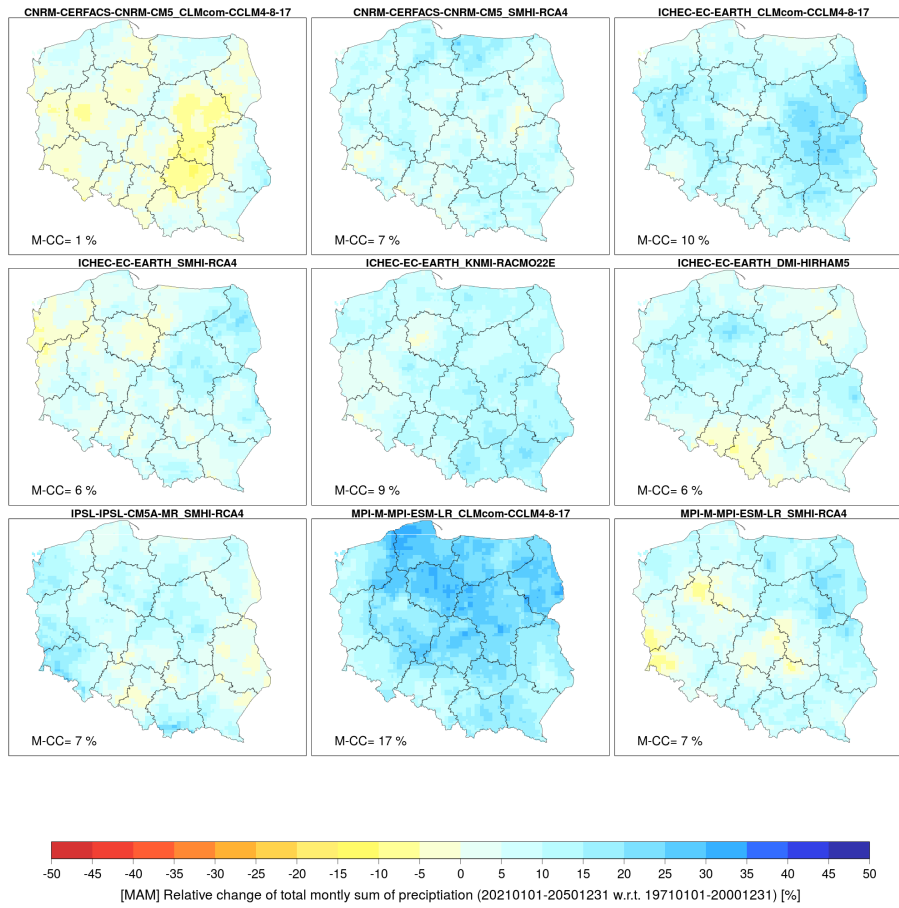 CNRM-CERFACS-CNRM-CM5_CLMcom-CCLM4-8-17
CNRM-CERFACS-CNRM-CM5_SMHI-RCA4
ICHEC-EC-EARTH_CLMcom-CCLM4-8-17
M-CC= 1 %
M-CC= 7 %
M-CC= 10 %
ICHEC-EC-EARTH_SMHI-RCA4
ICHEC-EC-EARTH_KNMI-RACMO22E
ICHEC-EC-EARTH_DMI-HIRHAM5
M-CC= 6 %
M-CC= 9 %
M-CC= 6 %
IPSL-IPSL-CM5A-MR_SMHI-RCA4
MPI-M-MPI-ESM-LR_CLMcom-CCLM4-8-17
MPI-M-MPI-ESM-LR_SMHI-RCA4
M-CC= 7 %
M-CC= 17 %
M-CC= 7 %
-50 -45 -40 -35 -30 -25 -20 -15 -10 -5 0 5 10 15 20 25 30 35 40 45 50
[MAM] Relative change of total montly sum of preciptiation (20210101-20501231 w.r.t. 19710101-20001231) [%]